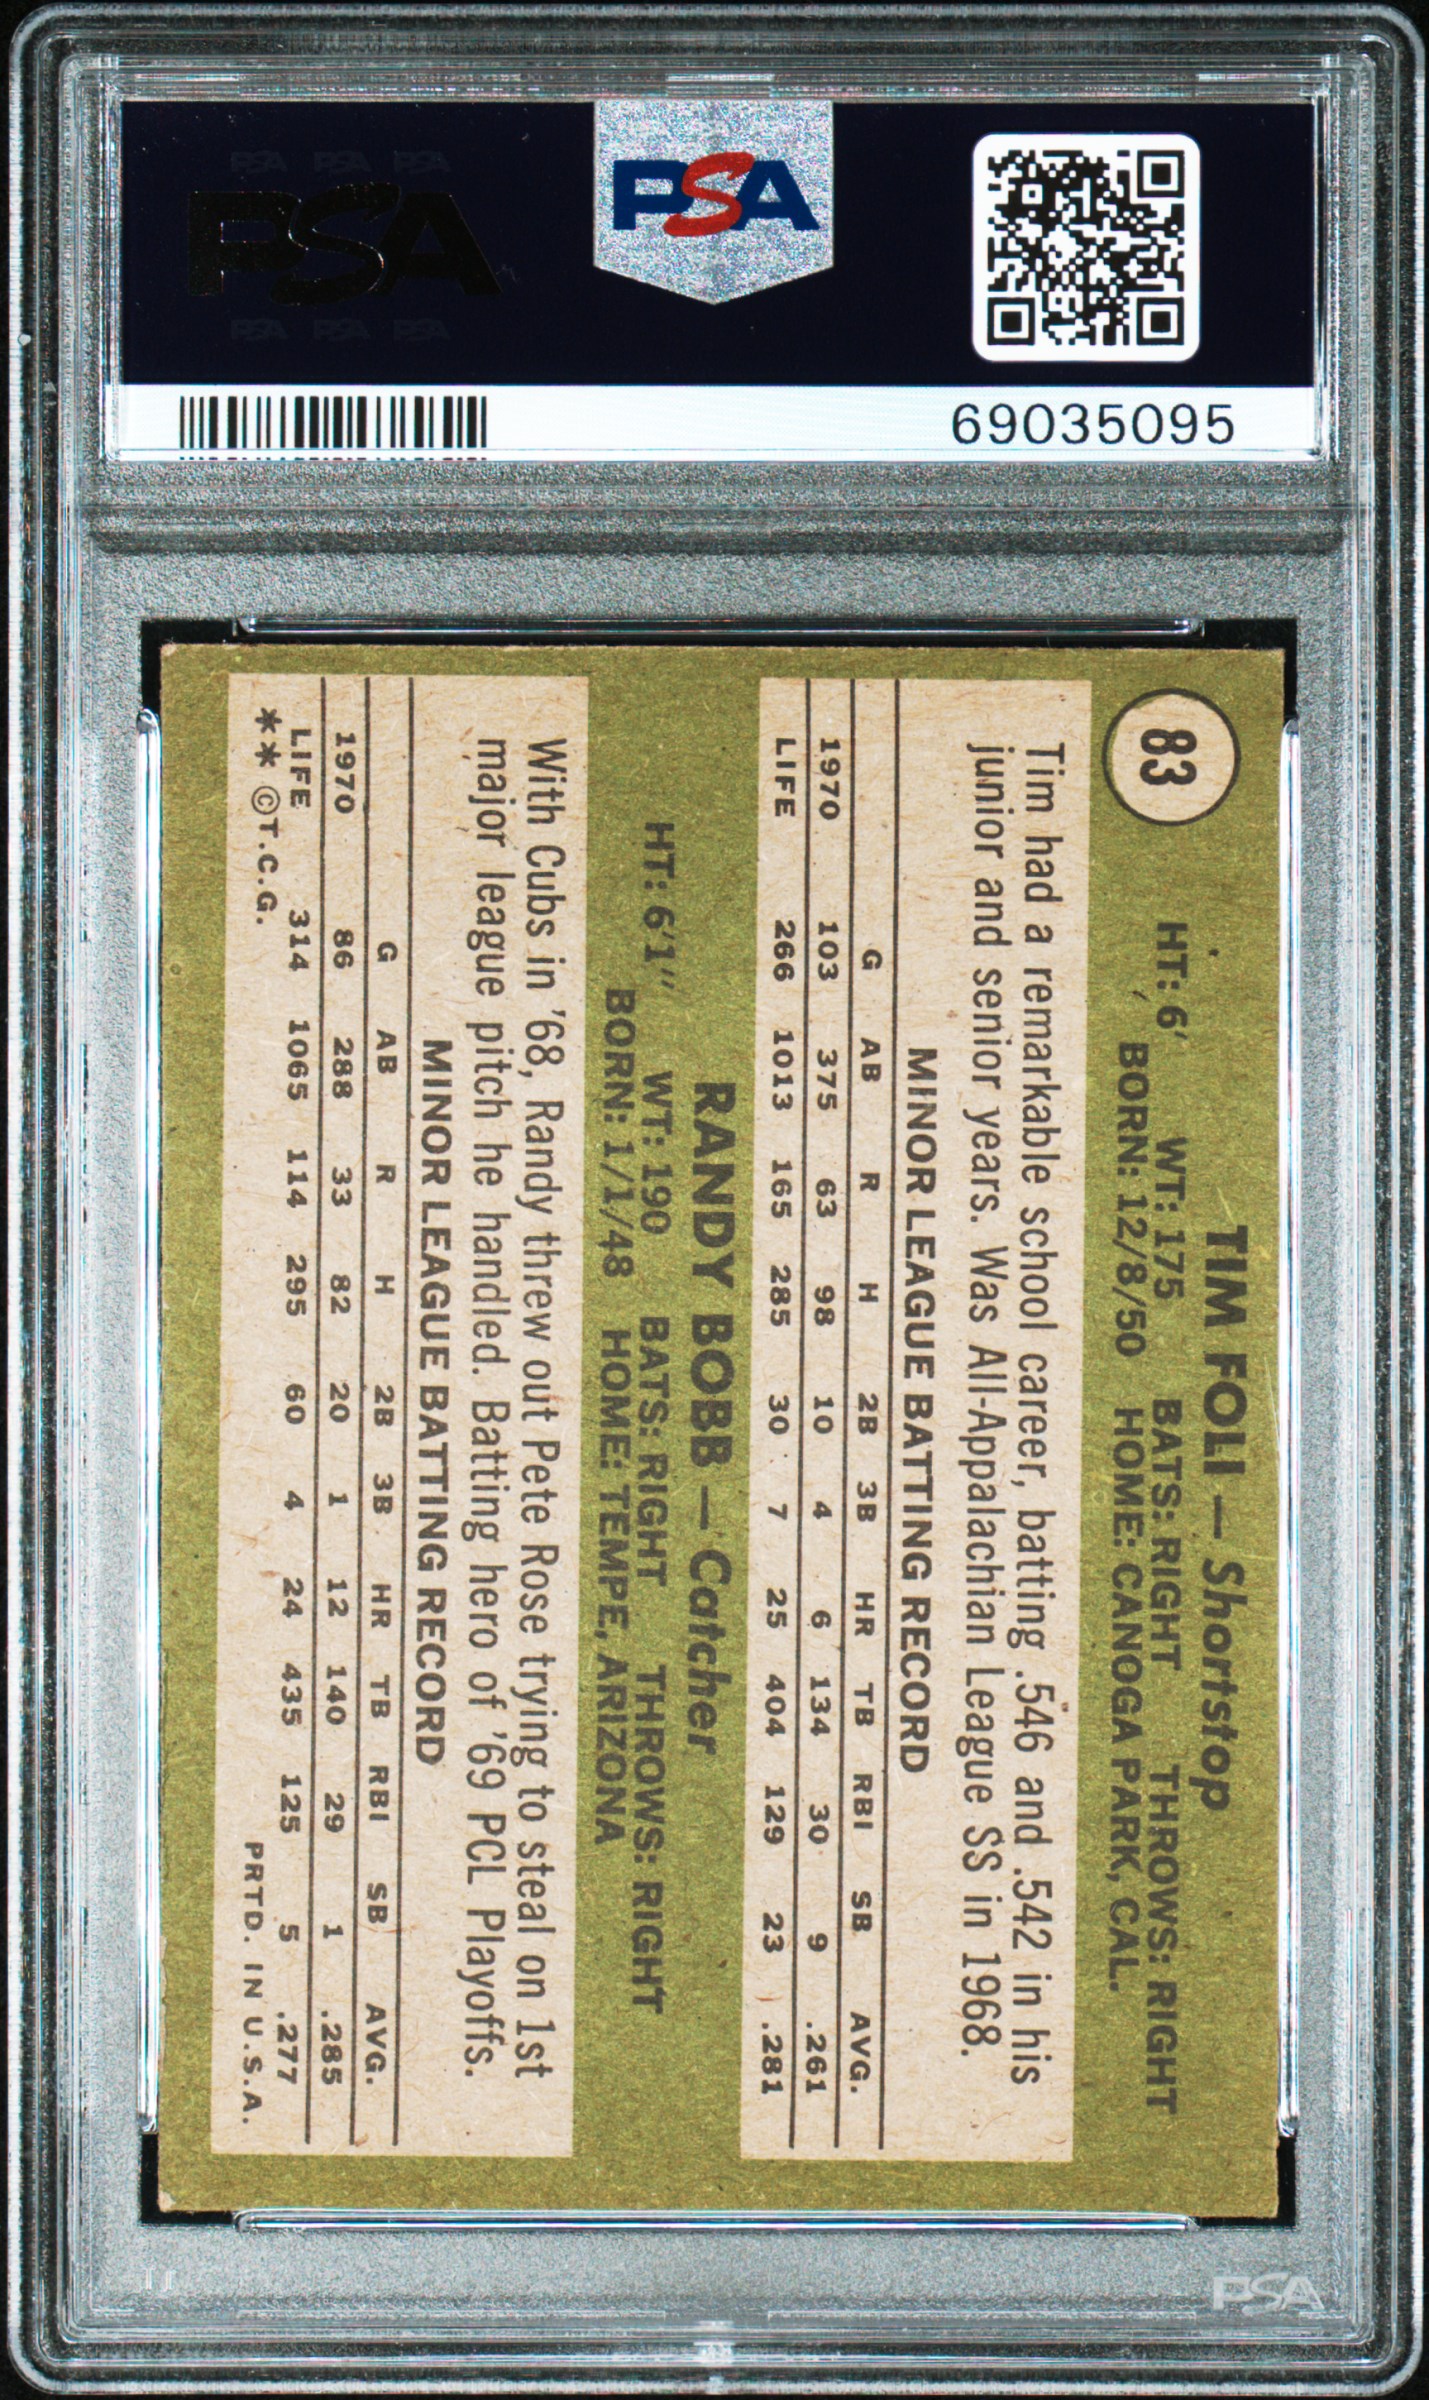 PSA
PSA PSA PSA
PSA
PSA PSA PSA
69035095
83
TIM FOLI — Shortstop
HT: 6' WT: 175 BATS: RIGHT THROWS: RIGHT
BORN: 12/8/50 HOME: CANOGA PARK, CAL.
Tim had a remarkable school career, batting .546 and .542 in his
junior and senior years. Was All-Appalachian League SS in 1968.
MINOR LEAGUE BATTING RECORD
G AB R H 2B 3B HR TB RBI SB AVG.
1970 103 375 63 98 10 4 6 134 30 9 .261
LIFE 266 1013 165 285 30 7 25 404 129 23 .281
RANDY BOBB — Catcher
HT: 6'1" WT: 190 BATS: RIGHT THROWS: RIGHT
BORN: 1/1/48 HOME: TEMPE, ARIZONA
With Cubs in '68, Randy threw out Pete Rose trying to steal on 1st
major league pitch he handled. Batting hero of '69 PCL Playoffs.
MINOR LEAGUE BATTING RECORD
G AB R H 2B 3B HR TB RBI SB AVG.
1970 86 288 33 82 20 1 12 140 29 1 .285
LIFE 314 1065 114 295 60 4 24 435 125 5 .277
** ©T.C.G. PRTD. IN U.S.A.
PSA